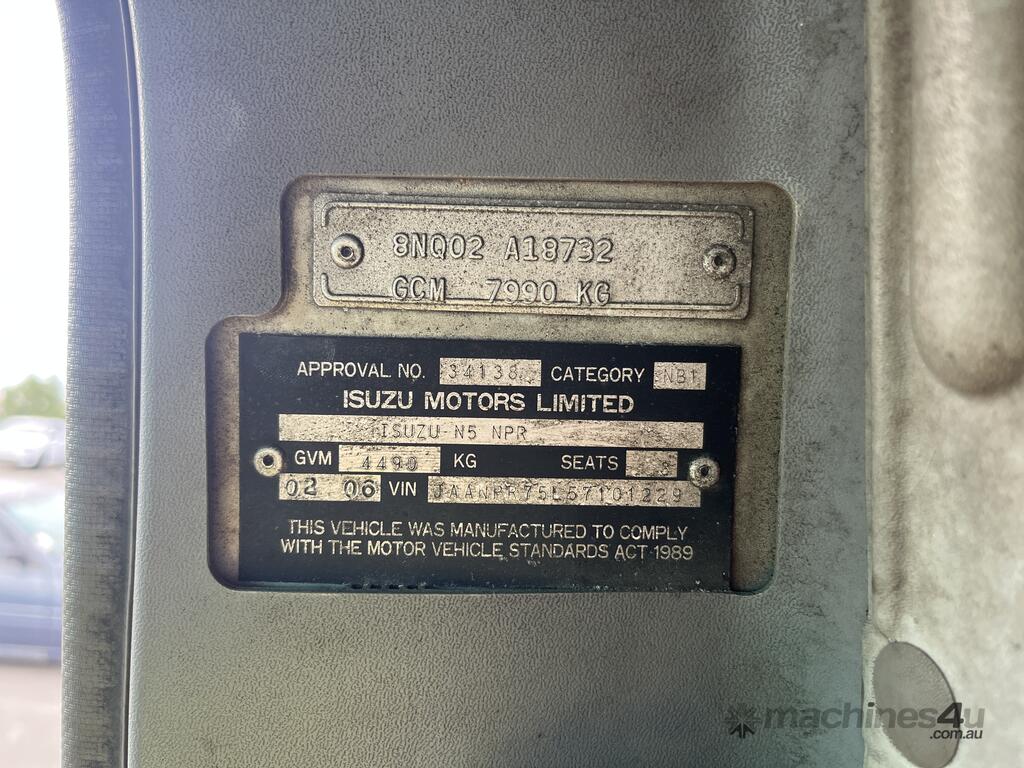 8NQ02 A18732
GCM 7990 KG
APPROVAL NO. 34138 CATEGORY NB1
ISUZU MOTORS LIMITED
ISUZU N5 NPR
GVM 4490 KG SEATS 3
02 06 VIN JAANPR75L67101229
THIS VEHICLE WAS MANUFACTURED TO COMPLY
WITH THE MOTOR VEHICLE STANDARDS ACT 1989
machines4u
.com.au